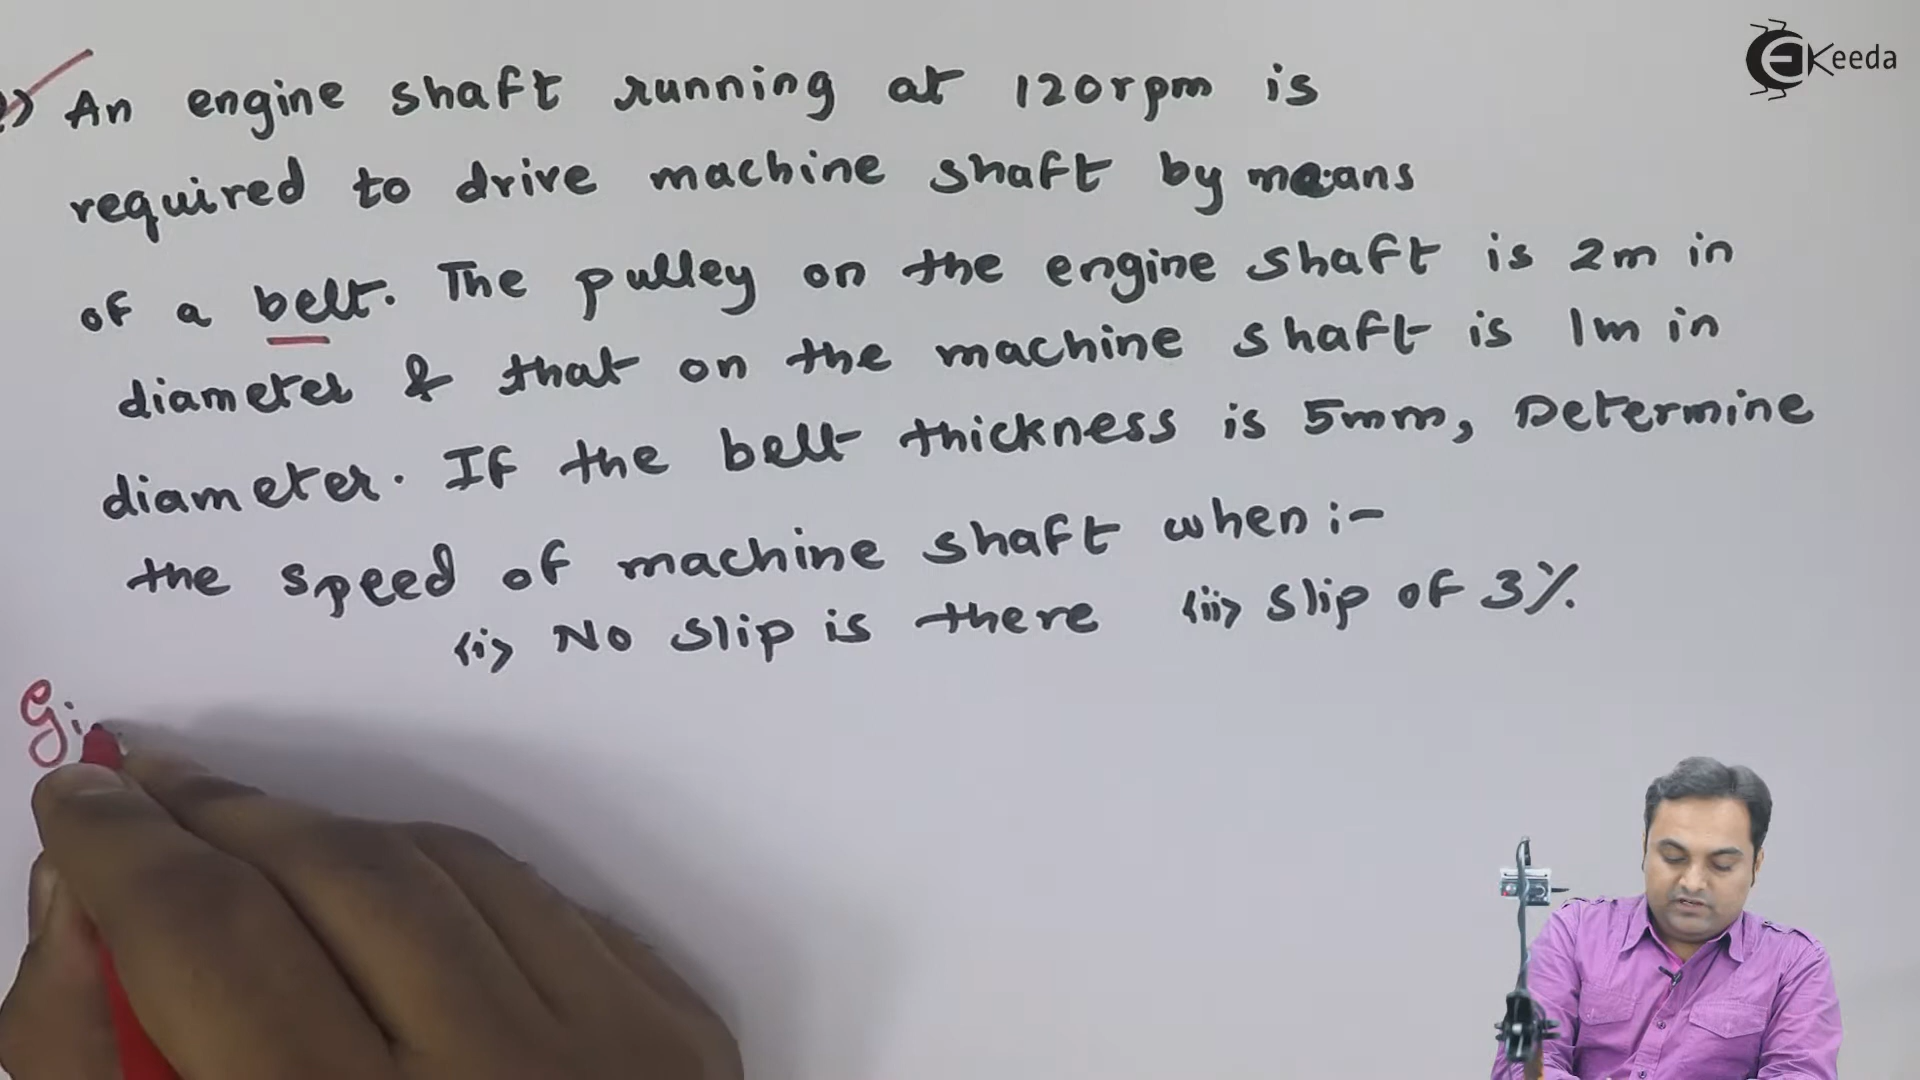 An engine shaft running at 120rpm is
required to drive machine shaft by means
of a belt. The pulley on the engine shaft is 2m in
diameter & that on the machine shaft is 1m in
diameter. If the belt thickness is 5mm, Determine
the speed of machine shaft when :-
(i) No slip is there (ii) slip of 3%.
Gi
EKeeda